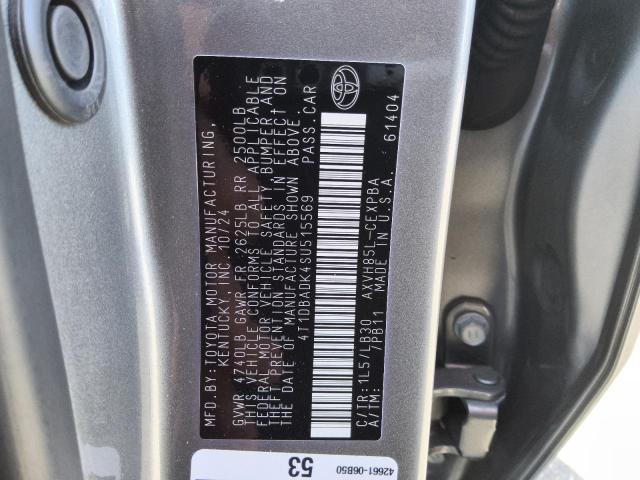 MFD.BY: TOYOTA MOTOR MANUFACTURING,
KENTUCKY, INC. 10/24
GVWR 4740LB GAWR FR 2625LB RR 2500LB
THIS VEHICLE CONFORMS TO ALL APPLICABLE
FEDERAL MOTOR VEHICLE SAFETY, BUMPER AND
THEFT PREVENTION STANDARDS IN EFFECT ON
THE DATE OF MANUFACTURE SHOWN ABOVE.
4T1DBADK4SU515569 PASS.CAR
C/TR: 1L5/LB30 AXVH85L-CEXPBA
A/TM: 7PB11 MADE IN U.S.A. 61404
53
42661-06B50